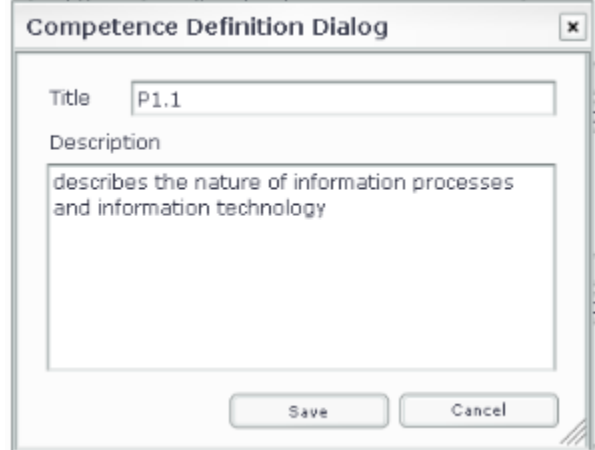 Competence Definition Dialog
Title P1.1
Description
describes the nature of information processes
and information technology
Save Cancel